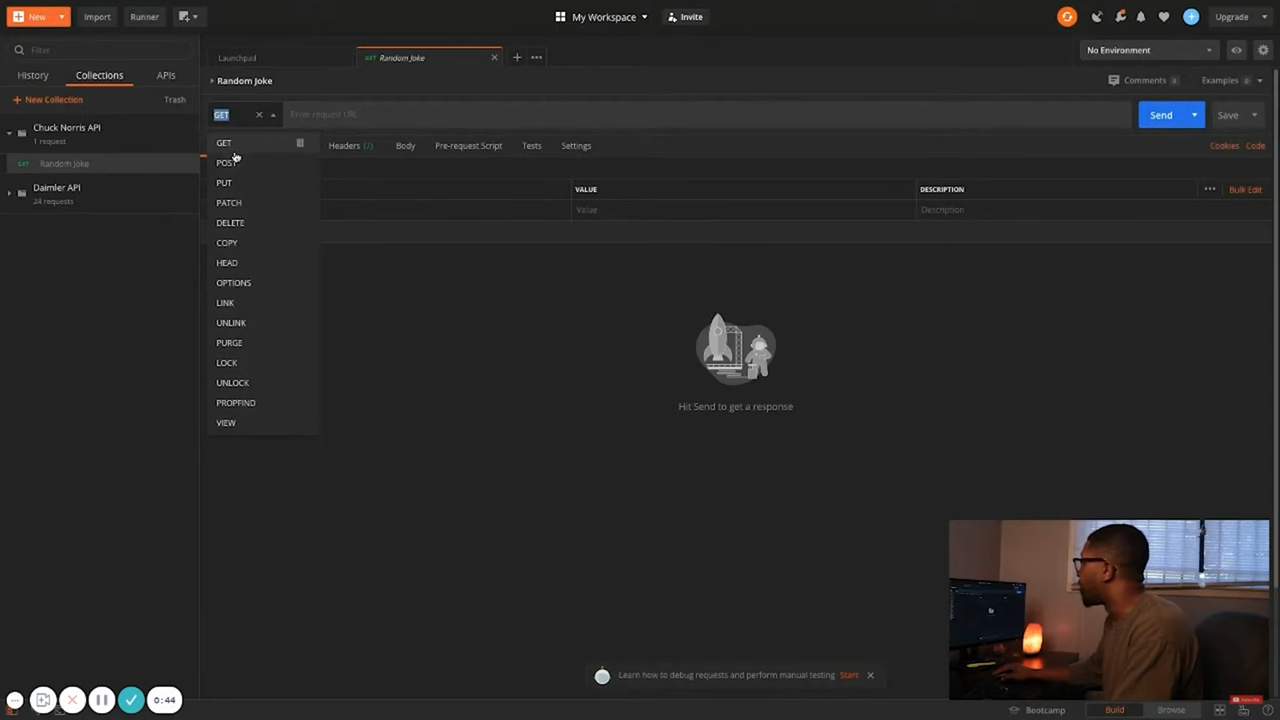 New
Import
Runner
My Workspace
Invite
Upgrade
Filter
History
Collections
APIs
New Collection
Trash
Chuck Norris API
1 request
GET
Random Joke
Daimler API
24 requests
Launchpad
GET Random Joke
No Environment
Random Joke
Comments 0
Examples 0
GET
Enter request URL
Send
Save
GET
POST
PUT
PATCH
DELETE
COPY
HEAD
OPTIONS
LINK
UNLINK
PURGE
LOCK
UNLOCK
PROPFIND
VIEW
Headers (7)
Body
Pre-request Script
Tests
Settings
Cookies
Code
VALUE
DESCRIPTION
Bulk Edit
Value
Description
Hit Send to get a response
Learn how to debug requests and perform manual testing
Start
0:44
Bootcamp
Build
Browse